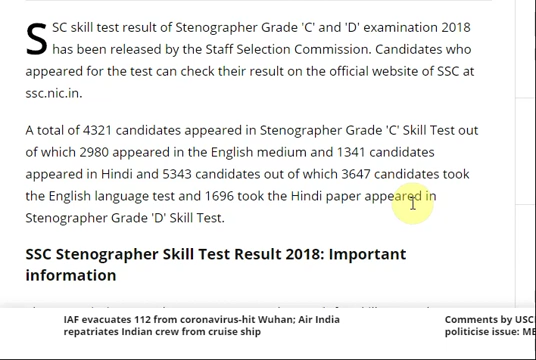 SSC skill test result of Stenographer Grade 'C' and 'D' examination 2018
has been released by the Staff Selection Commission. Candidates who
appeared for the test can check their result on the official website of SSC at
ssc.nic.in.
A total of 4321 candidates appeared in Stenographer Grade 'C' Skill Test out
of which 2980 appeared in the English medium and 1341 candidates
appeared in Hindi and 5343 candidates out of which 3647 candidates took
the English language test and 1696 took the Hindi paper appeared in
Stenographer Grade 'D' Skill Test.
SSC Stenographer Skill Test Result 2018: Important
information
IAF evacuates 112 from coronavirus-hit Wuhan; Air India
repatriates Indian crew from cruise ship
Comments by USC
politicise issue: ME